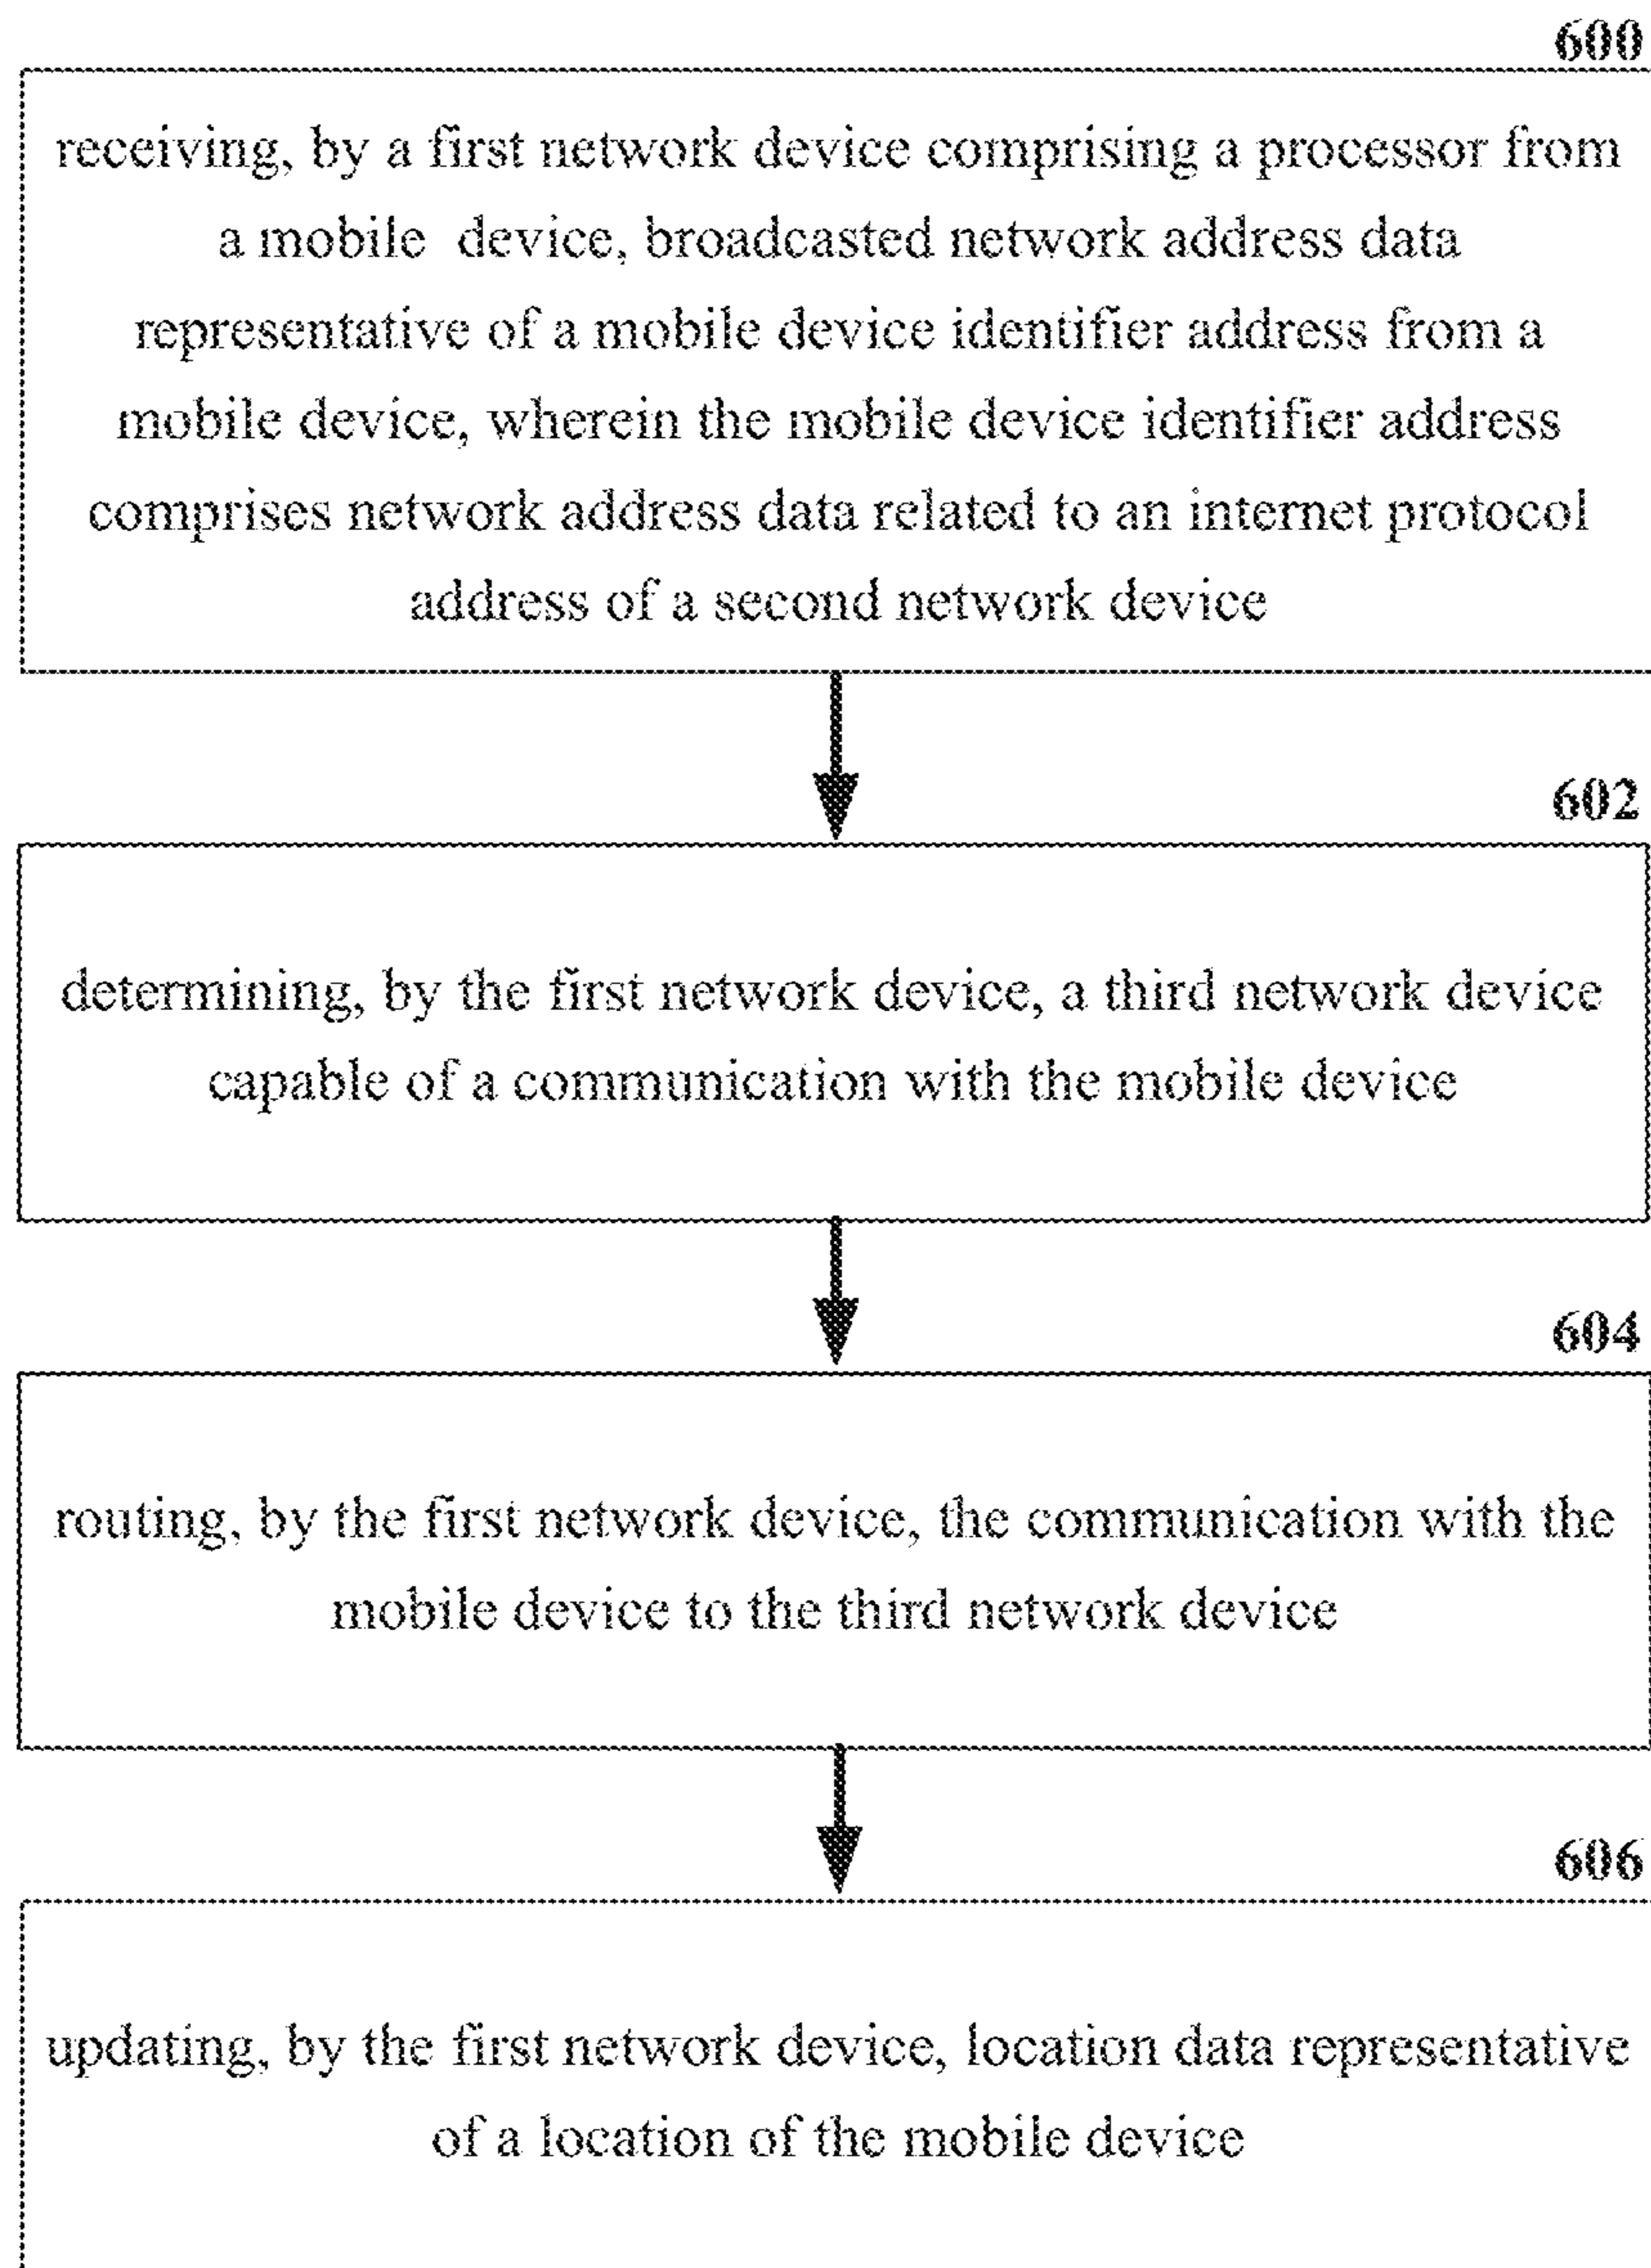 600
receiving, by a first network device comprising a processor from
a mobile device, broadcasted network address data
representative of a mobile device identifier address from a
mobile device, wherein the mobile device identifier address
comprises network address data related to an internet protocol
address of a second network device
602
determining, by the first network device, a third network device
capable of a communication with the mobile device
604
routing, by the first network device, the communication with the
mobile device to the third network device
606
updating, by the first network device, location data representative
of a location of the mobile device